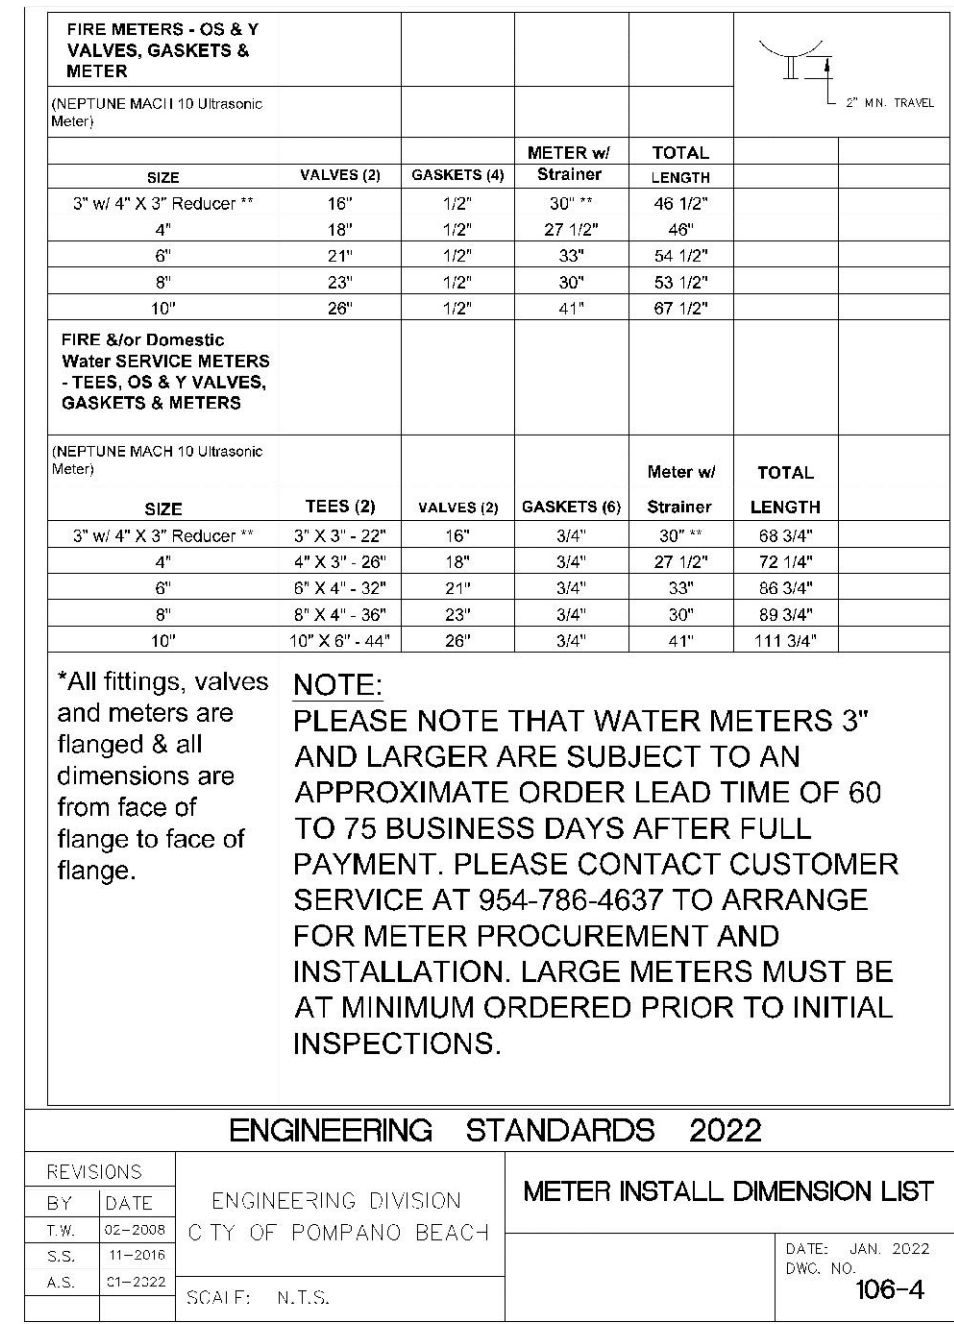 FIRE METERS - OS & Y
VALVES, GASKETS &
METER
2" MIN. TRAVEL
(NEPTUNE MACH 10 Ultrasonic
Meter)
METER w/ TOTAL
SIZE VALVES (2) GASKETS (4) Strainer LENGTH
3" w/ 4" X 3" Reducer ** 16" 1/2" 30" ** 46 1/2"
4" 18" 1/2" 27 1/2" 46"
6" 21" 1/2" 33" 54 1/2"
8" 23" 1/2" 30" 53 1/2"
10" 26" 1/2" 41" 67 1/2"
FIRE &/or Domestic
Water SERVICE METERS
- TEES, OS & Y VALVES,
GASKETS & METERS
(NEPTUNE MACH 10 Ultrasonic
Meter)
Meter w/ TOTAL
SIZE TEES (2) VALVES (2) GASKETS (6) Strainer LENGTH
3" w/ 4" X 3" Reducer ** 3" X 3" - 22" 16" 3/4" 30" ** 68 3/4"
4" 4" X 3" - 26" 18" 3/4" 27 1/2" 72 1/4"
6" 6" X 4" - 32" 21" 3/4" 33" 86 3/4"
8" 8" X 4" - 36" 23" 3/4" 30" 89 3/4"
10" 10" X 6" - 44" 26" 3/4" 41" 111 3/4"
*All fittings, valves
and meters are
flanged & all
dimensions are
from face of
flange to face of
flange.
NOTE:
PLEASE NOTE THAT WATER METERS 3"
AND LARGER ARE SUBJECT TO AN
APPROXIMATE ORDER LEAD TIME OF 60
TO 75 BUSINESS DAYS AFTER FULL
PAYMENT. PLEASE CONTACT CUSTOMER
SERVICE AT 954-786-4637 TO ARRANGE
FOR METER PROCUREMENT AND
INSTALLATION. LARGE METERS MUST BE
AT MINIMUM ORDERED PRIOR TO INITIAL
INSPECTIONS.
ENGINEERING STANDARDS 2022
REVISIONS
BY DATE
T.W. 02-2008
S.S. 11-2016
A.S. 01-2022
ENGINEERING DIVISION
CITY OF POMPANO BEACH
SCALE: N.T.S.
METER INSTALL DIMENSION LIST
DATE: JAN. 2022
DWG. NO.
106-4